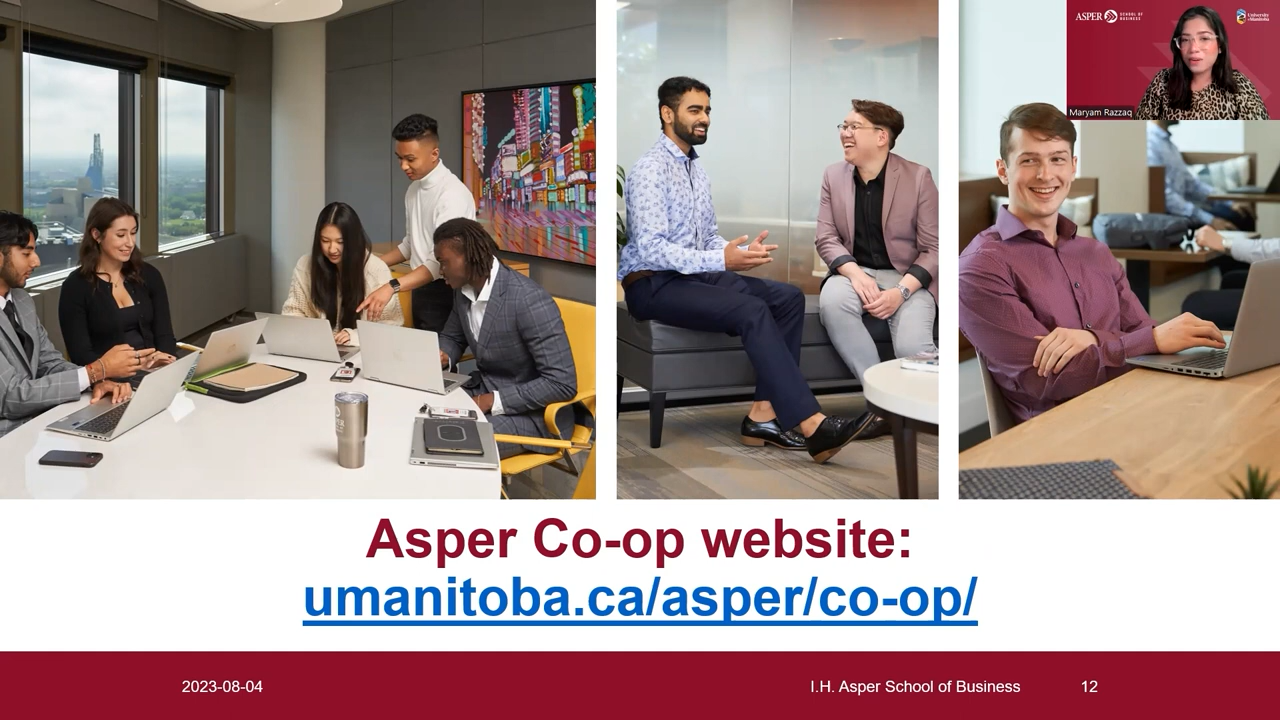 ASPER SCHOOL OF BUSINESS
University of Manitoba
Maryam Razzaq
Asper Co-op website:
umanitoba.ca/asper/co-op/
2023-08-04
I.H. Asper School of Business
12